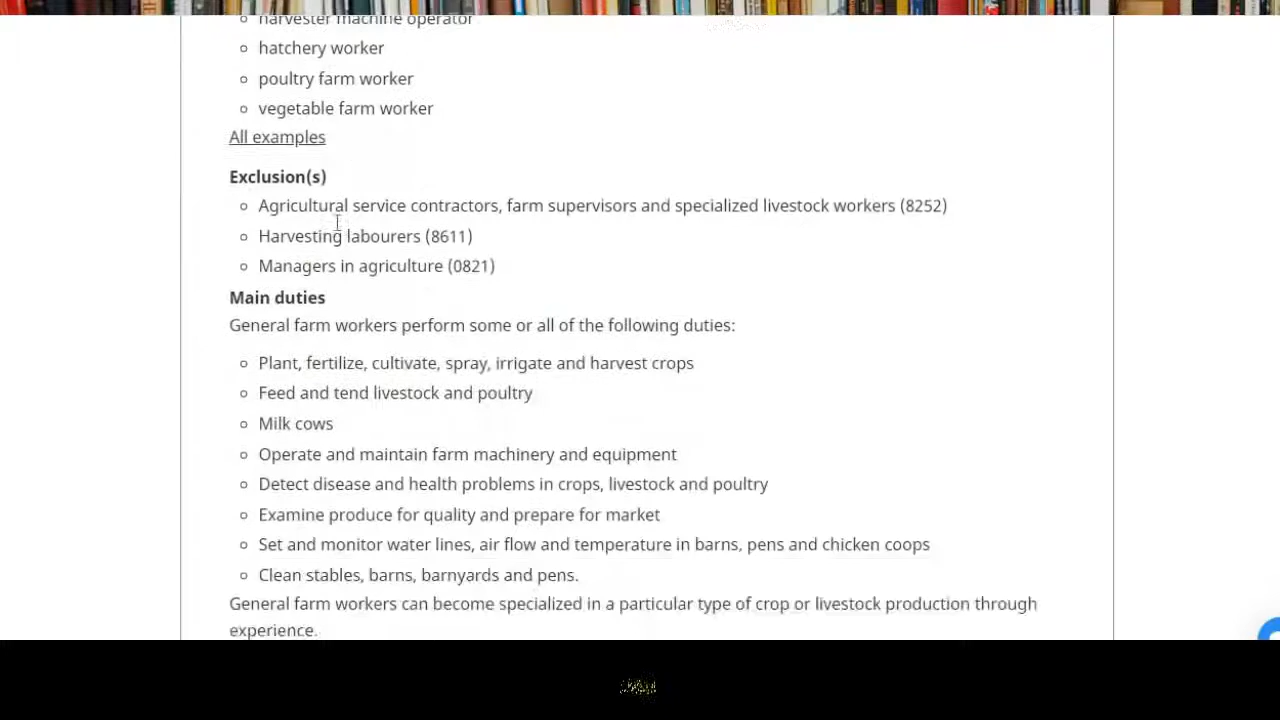 harvester machine operator
hatchery worker
poultry farm worker
vegetable farm worker
All examples
Exclusion(s)
Agricultural service contractors, farm supervisors and specialized livestock workers (8252)
Harvesting labourers (8611)
Managers in agriculture (0821)
Main duties
General farm workers perform some or all of the following duties:
Plant, fertilize, cultivate, spray, irrigate and harvest crops
Feed and tend livestock and poultry
Milk cows
Operate and maintain farm machinery and equipment
Detect disease and health problems in crops, livestock and poultry
Examine produce for quality and prepare for market
Set and monitor water lines, air flow and temperature in barns, pens and chicken coops
Clean stables, barns, barnyards and pens.
General farm workers can become specialized in a particular type of crop or livestock production through
experience.